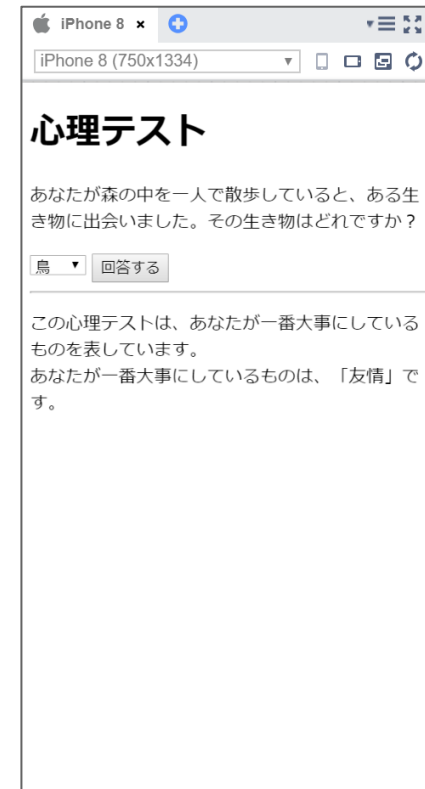 iPhone 8
iPhone 8 (750x1334)
心理テスト
あなたが森の中を一人で散歩していると、ある生
き物に出会いました。その生き物はどれですか？
鳥 回答する
この心理テストは、あなたが一番大事にしている
ものを表しています。
あなたが一番大事にしているものは、「友情」で
す。